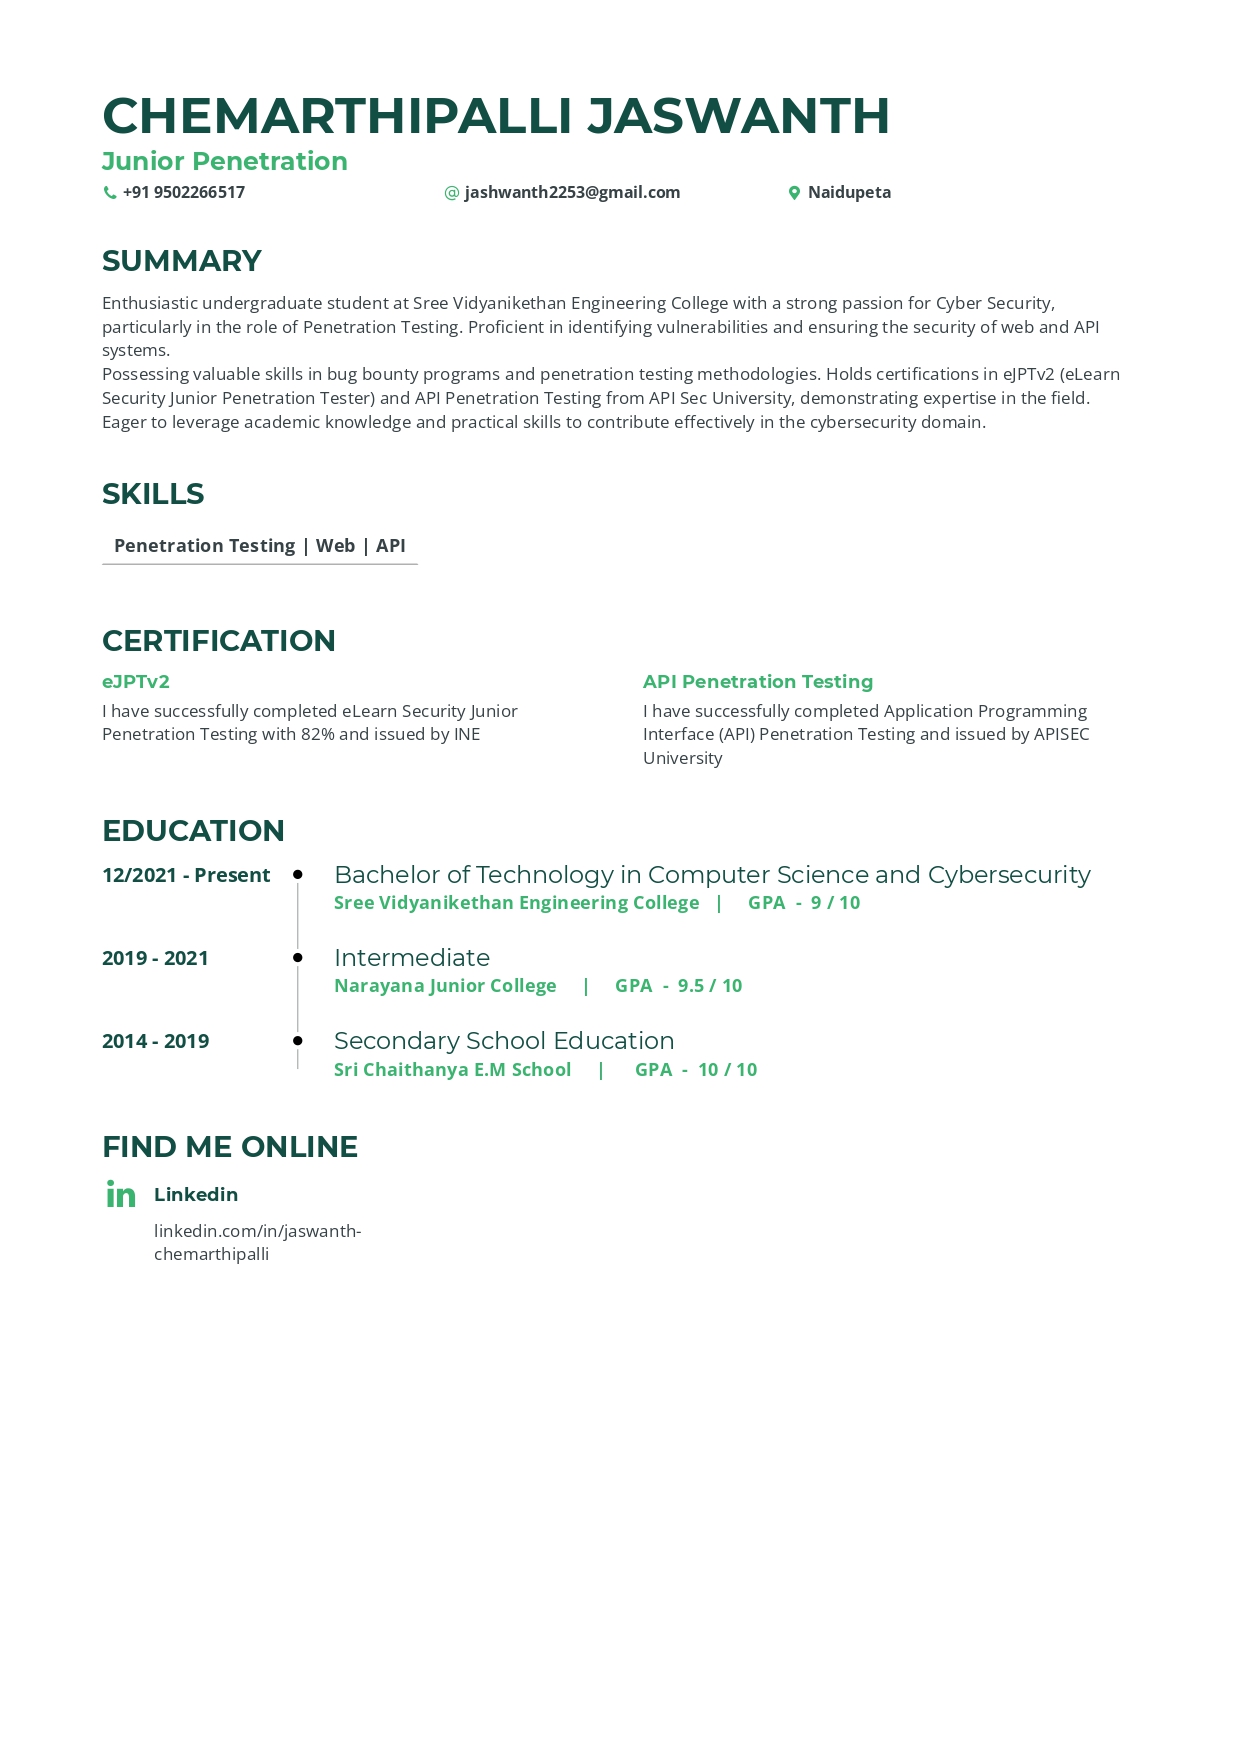 CHEMARTHIPALLI JASWANTH
Junior Penetration
+91 9502266517 @ jashwanth2253@gmail.com Naidupeta
SUMMARY
Enthusiastic undergraduate student at Sree Vidyanikethan Engineering College with a strong passion for Cyber Security,
particularly in the role of Penetration Testing. Proficient in identifying vulnerabilities and ensuring the security of web and API
systems.
Possessing valuable skills in bug bounty programs and penetration testing methodologies. Holds certifications in eJPTv2 (eLearn
Security Junior Penetration Tester) and API Penetration Testing from API Sec University, demonstrating expertise in the field.
Eager to leverage academic knowledge and practical skills to contribute effectively in the cybersecurity domain.
SKILLS
Penetration Testing | Web | API
CERTIFICATION
eJPTv2
I have successfully completed eLearn Security Junior
Penetration Testing with 82% and issued by INE
API Penetration Testing
I have successfully completed Application Programming
Interface (API) Penetration Testing and issued by APISEC
University
EDUCATION
12/2021 - Present Bachelor of Technology in Computer Science and Cybersecurity
Sree Vidyanikethan Engineering College | GPA - 9 / 10
2019 - 2021 Intermediate
Narayana Junior College | GPA - 9.5 / 10
2014 - 2019 Secondary School Education
Sri Chaithanya E.M School | GPA - 10 / 10
FIND ME ONLINE
in Linkedin
linkedin.com/in/jaswanth-
chemarthipalli